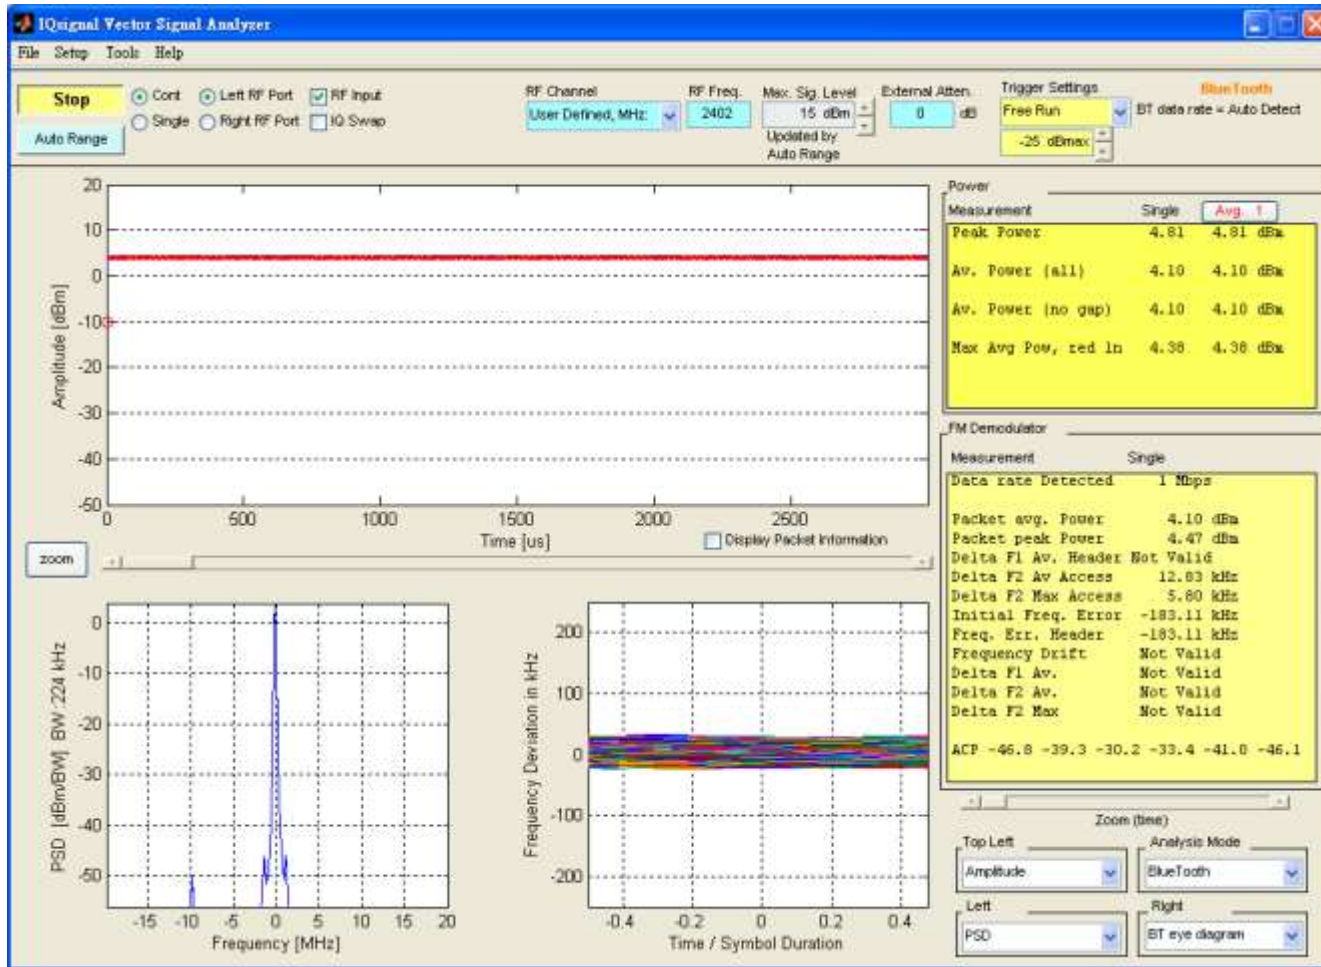 IQsignal Vector Signal Analyzer
File Setup Tools Help
Stop
Auto Range
Cont Left RF Port RF Input
Single Right RF Port IQ Swap
RF Channel
User Defined, MHz:
RF Freq.
2402
Max. Sig. Level
15 dBm
Updated by
Auto Range
External Atten.
0 dB
Trigger Settings
Free Run
-25 dBmax
BlueTooth
BT data rate = Auto Detect
20
10
0
-10
-20
-30
-40
-50
Amplitude [dBm]
0 500 1000 1500 2000 2500
Time [us]
Display Packet Information
zoom
Power
Measurement Single Avg. 1
Peak Power 4.81 4.81 dBm
Av. Power (all) 4.10 4.10 dBm
Av. Power (no gap) 4.10 4.10 dBm
Max Avg Pow, red ln 4.38 4.38 dBm
FM Demodulator
Measurement Single
Data rate Detected 1 Mbps
Packet avg. Power 4.10 dBm
Packet peak Power 4.47 dBm
Delta F1 Av. Header Not Valid
Delta F2 Av Access 12.83 kHz
Delta F2 Max Access 5.80 kHz
Initial Freq. Error -183.11 kHz
Freq. Err. Header -183.11 kHz
Frequency Drift Not Valid
Delta F1 Av. Not Valid
Delta F2 Av. Not Valid
Delta F2 Max Not Valid
ACP -46.8 -39.3 -30.2 -33.4 -41.0 -46.1
0
-10
-20
-30
-40
-50
PSD [dBm/BW] BW 224 kHz
-15 -10 -5 0 5 10 15 20
Frequency [MHz]
200
100
0
-100
-200
Frequency Deviation in kHz
-0.4 -0.2 0 0.2 0.4
Time / Symbol Duration
Zoom (time)
Top Left
Amplitude
Analysis Mode
BlueTooth
Left
PSD
Right
BT eye diagram